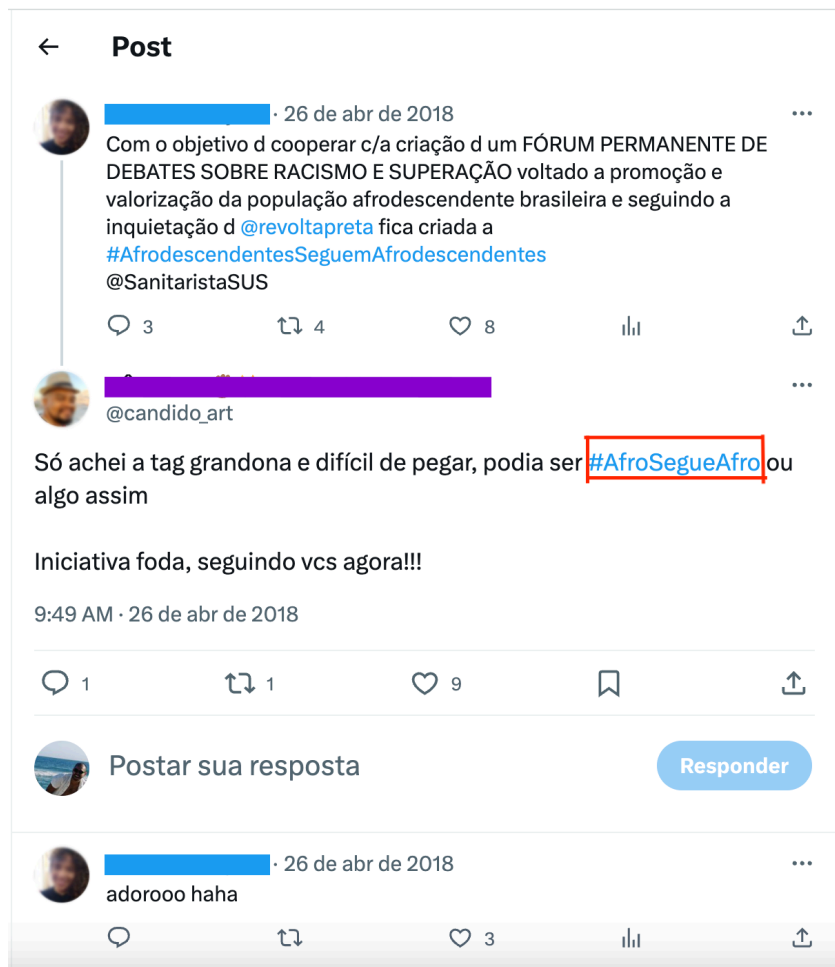 Post
· 26 de abr de 2018
Com o objetivo d cooperar c/a criação d um FÓRUM PERMANENTE DE
DEBATES SOBRE RACISMO E SUPERAÇÃO voltado a promoção e
valorização da população afrodescendente brasileira e seguindo a
inquietação d @revoltapreta fica criada a
#AfrodescendentesSeguemAfrodescendentes
@SanitaristaSUS
3 4 8
@candido_art
Só achei a tag grandona e difícil de pegar, podia ser #AfroSegueAfro ou
algo assim
Iniciativa foda, seguindo vcs agora!!!
9:49 AM · 26 de abr de 2018
1 1 9
Postar sua resposta Responder
· 26 de abr de 2018
adorooo haha
3